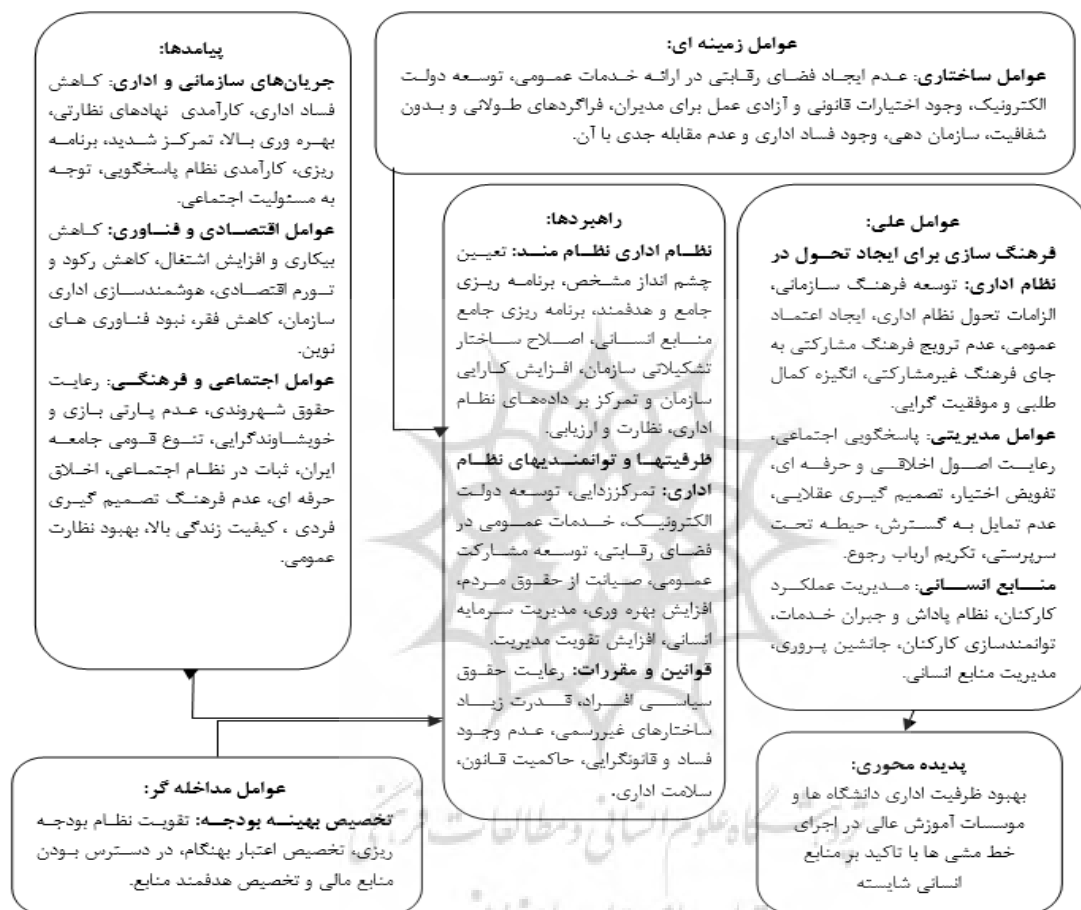 عوامل زمینه ای:
عوامل ساختاری: عدم ایجاد فضای رقابتی در ارائه خدمات عمومی، توسعه دولت
الکترونیک، وجود اختیارات قانونی و آزادی عمل برای مدیران، فراگردهای طولانی و بدون
شفافیت، سازمان دهی، وجود فساد اداری و عدم مقابله جدی با آن.
عوامل علی:
فرهنگ سازی برای ایجاد تحول در
نظام اداری: توسعه فرهنگ سازمانی،
الزامات تحول نظام اداری، ایجاد اعتماد
عمومی، عدم ترویج فرهنگ مشارکتی به
جای فرهنگ غیرمشارکتی، انگیزه کمال
طلبی و موفقیت گرایی.
عوامل مدیریتی: پاسخگویی اجتماعی،
رعایت اصول اخلاقی و حرفه ای،
تفویض اختیار، تصمیم گیری عقلایی،
عدم تمایل به گسترش، حیطه تحت
سرپرستی، تکریم ارباب رجوع.
منابع انسانی: مدیریت عملکرد
کارکنان، نظام پاداش و جبران خدمات،
توانمندسازی کارکنان، جانشین پروری،
مدیریت منابع انسانی.
پدیده محوری:
بهبود ظرفیت اداری دانشگاه ها و
موسسات آموزش عالی در اجرای
خط مشی ها با تاکید بر منابع
انسانی شایسته
راهبردها:
نظام اداری نظام مند: تعیین
چشم انداز مشخص، برنامه ریزی
جامع و هدفمند، برنامه ریزی جامع
منابع انسانی، اصلاح ساختار
تشکیلاتی سازمان، افزایش کارایی
سازمان و تمرکز بر دادههای نظام
اداری، نظارت و ارزیابی.
ظرفیتها و توانمندیهای نظام
اداری: تمرکززدایی، توسعه دولت
الکترونیک، خدمات عمومی در
فضای رقابتی، توسعه مشارکت
عمومی، صیانت از حقوق مردم،
افزایش بهره وری، مدیریت سرمایه
انسانی، افزایش تقویت مدیریت.
قوانین و مقررات: رعایت حقوق
سیاسی افراد، قدرت زیاد
ساختارهای غیررسمی، عدم وجود
فساد و قانونگرایی، حاکمیت قانون،
سلامت اداری.
پیامدها:
جریان‌های سازمانی و اداری: کاهش
فساد اداری، کارآمدی نهادهای نظارتی،
بهره وری بالا، تمرکز شدید، برنامه
ریزی، کارآمدی نظام پاسخگویی، توجه
به مسئولیت اجتماعی.
عوامل اقتصادی و فناوری: کاهش
بیکاری و افزایش اشتغال، کاهش رکود و
تورم اقتصادی، هوشمندسازی اداری
سازمان، کاهش فقر، نبود فناوری های
نوین.
عوامل اجتماعی و فرهنگی: رعایت
حقوق شهروندی، عدم پارتی بازی و
خویشاوندگرایی، تنوع قومی جامعه
ایران، ثبات در نظام اجتماعی، اخلاق
حرفه ای، عدم فرهنگ تصمیم گیری
فردی ، کیفیت زندگی بالا، بهبود نظارت
عمومی.
عوامل مداخله گر:
تخصیص بهینه بودجه: تقویت نظام بودجه
ریزی، تخصیص اعتبار بهنگام، در دسترس بودن
منابع مالی و تخصیص هدفمند منابع.
پژوهشگاه علوم انسانی و مطالعات فرهنگی